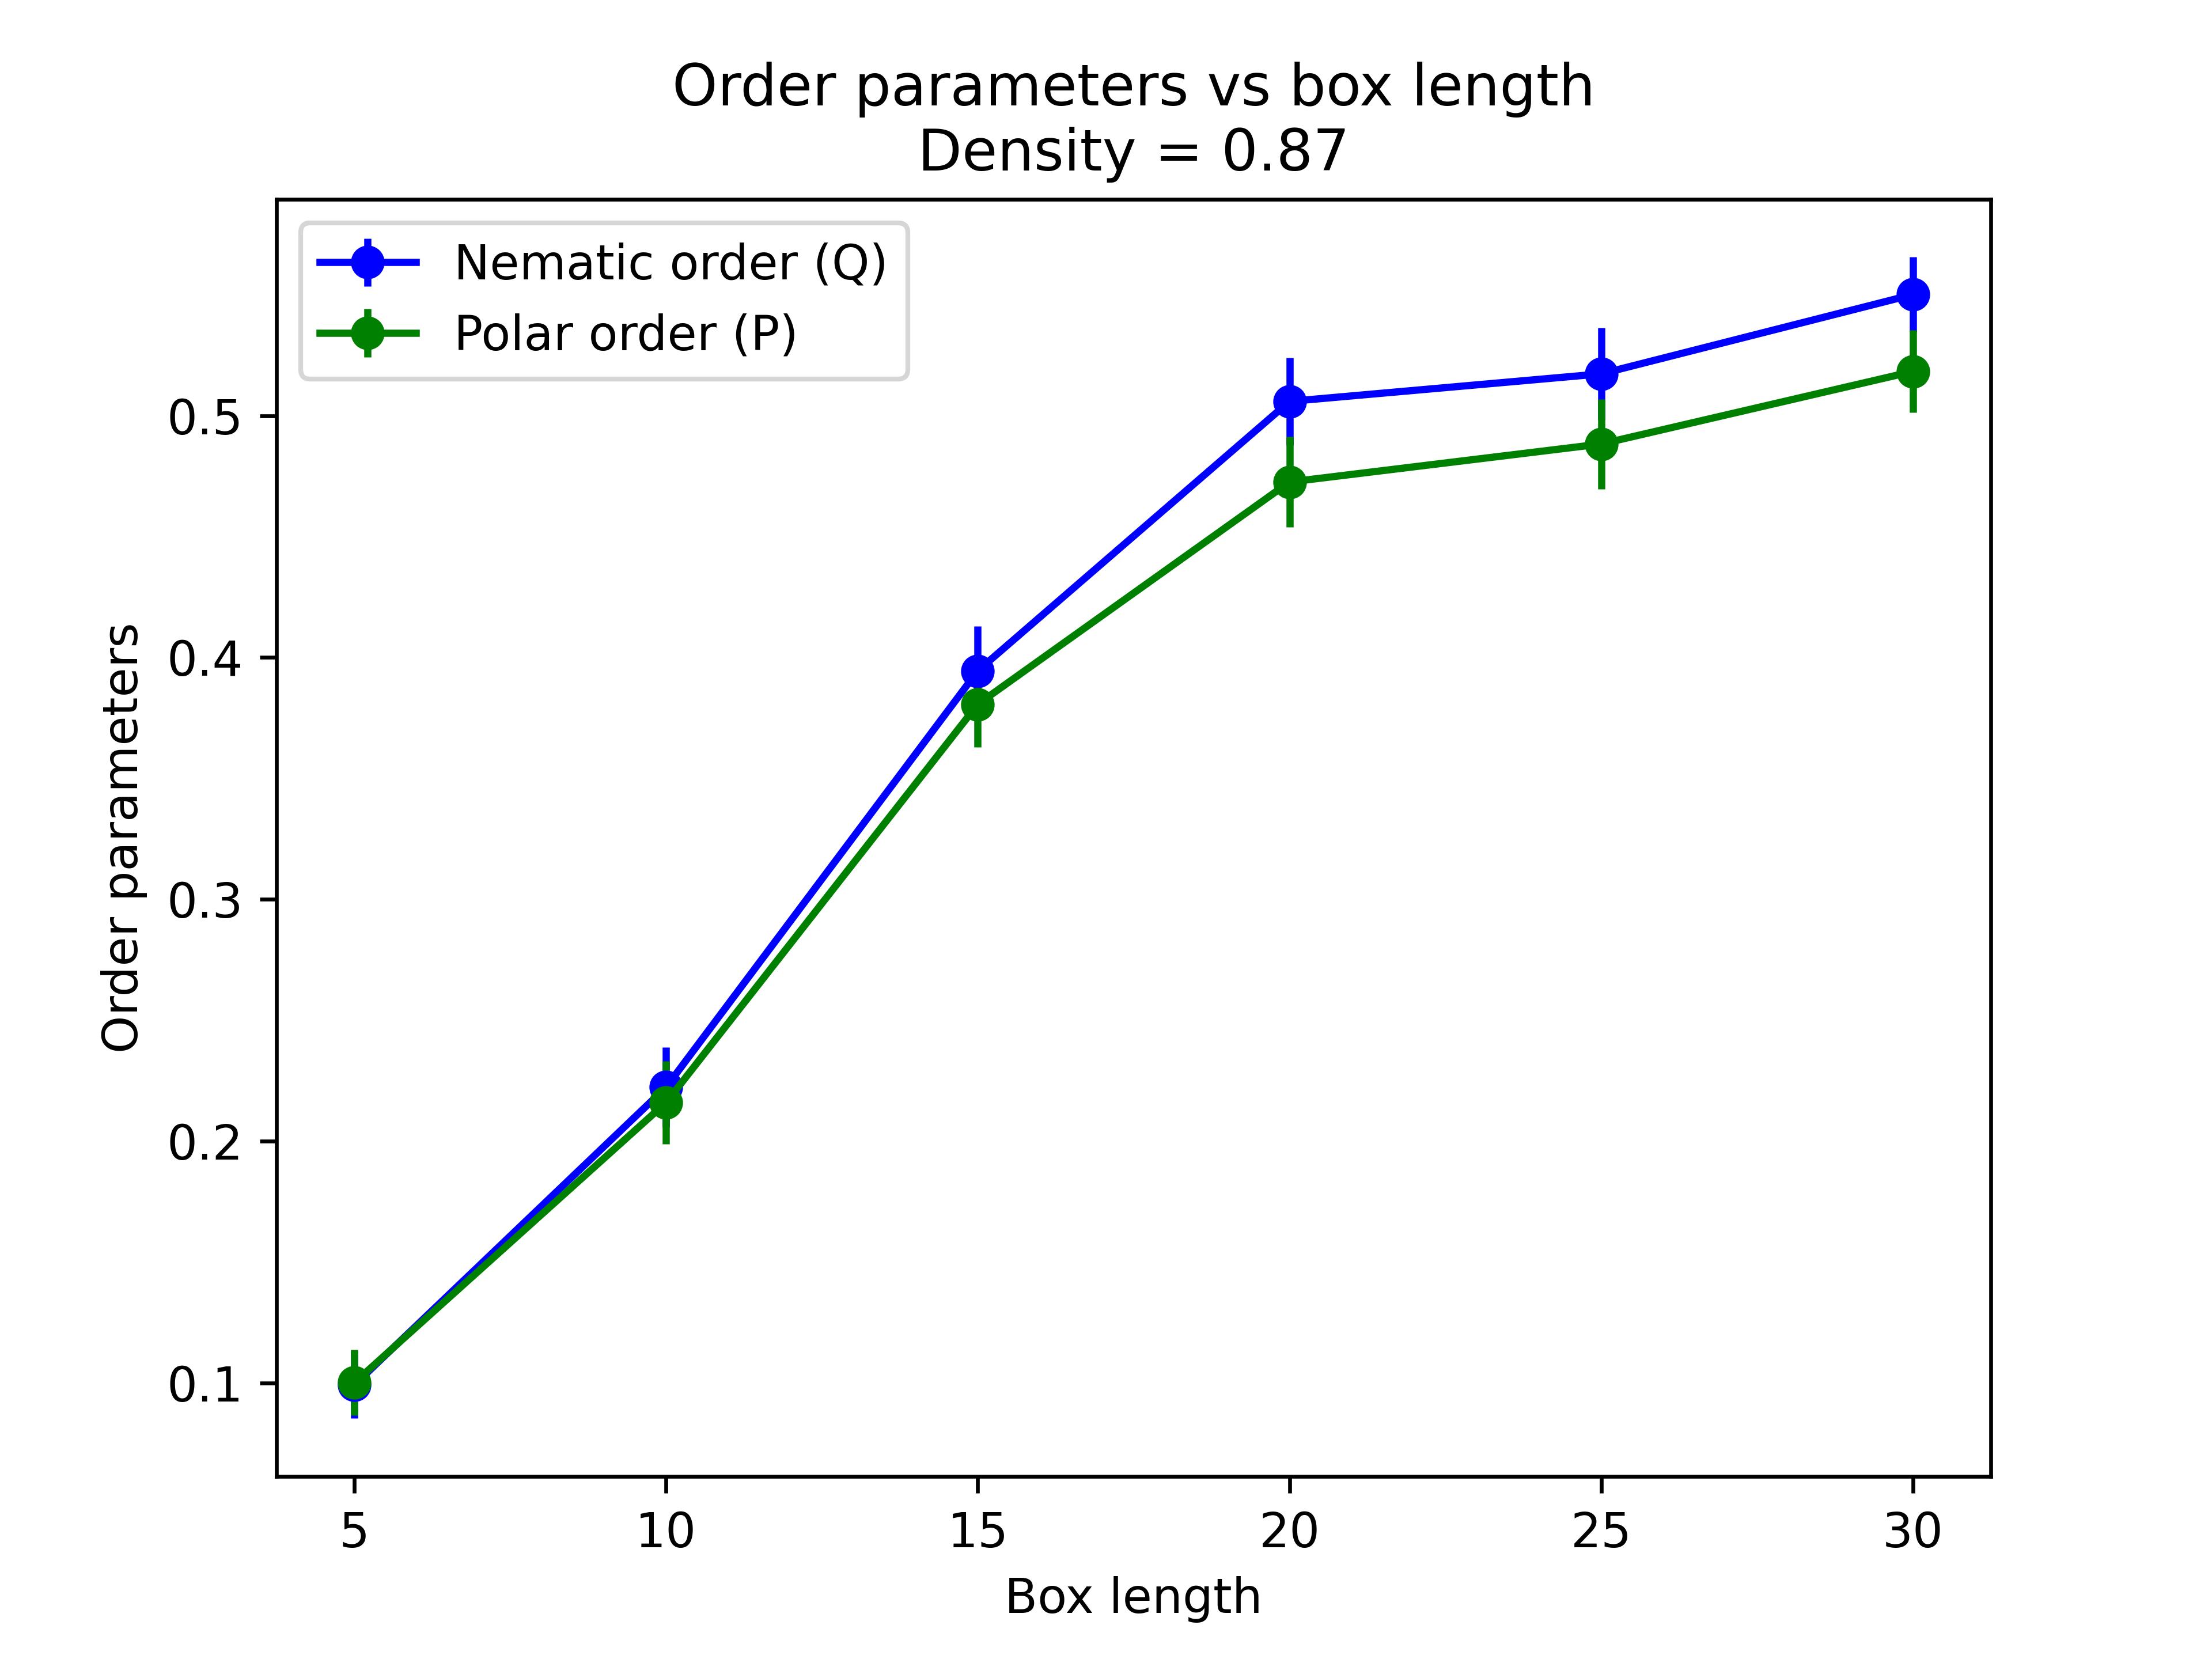 Order parameters vs box length
Density = 0.87
Nematic order (Q)
Polar order (P)
0.5
0.4
0.3
0.2
0.1
Order parameters
5 10 15 20 25 30
Box length